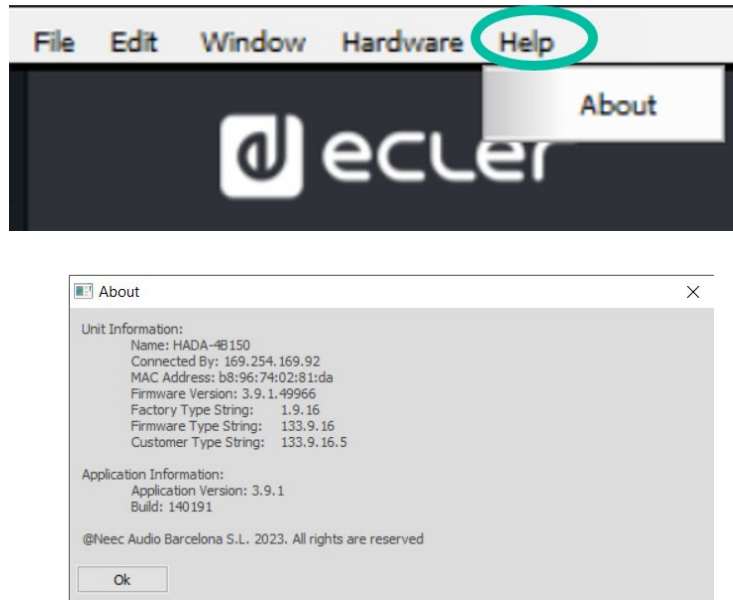 File Edit Window Hardware Help
About
ecler
About
Unit Information:
Name: HADA-4B150
Connected By: 169.254.169.92
MAC Address: b8:96:74:02:81:da
Firmware Version: 3.9.1.49966
Factory Type String: 1.9.16
Firmware Type String: 133.9.16
Customer Type String: 133.9.16.5
Application Information:
Application Version: 3.9.1
Build: 140191
@Neec Audio Barcelona S.L. 2023. All rights are reserved
Ok